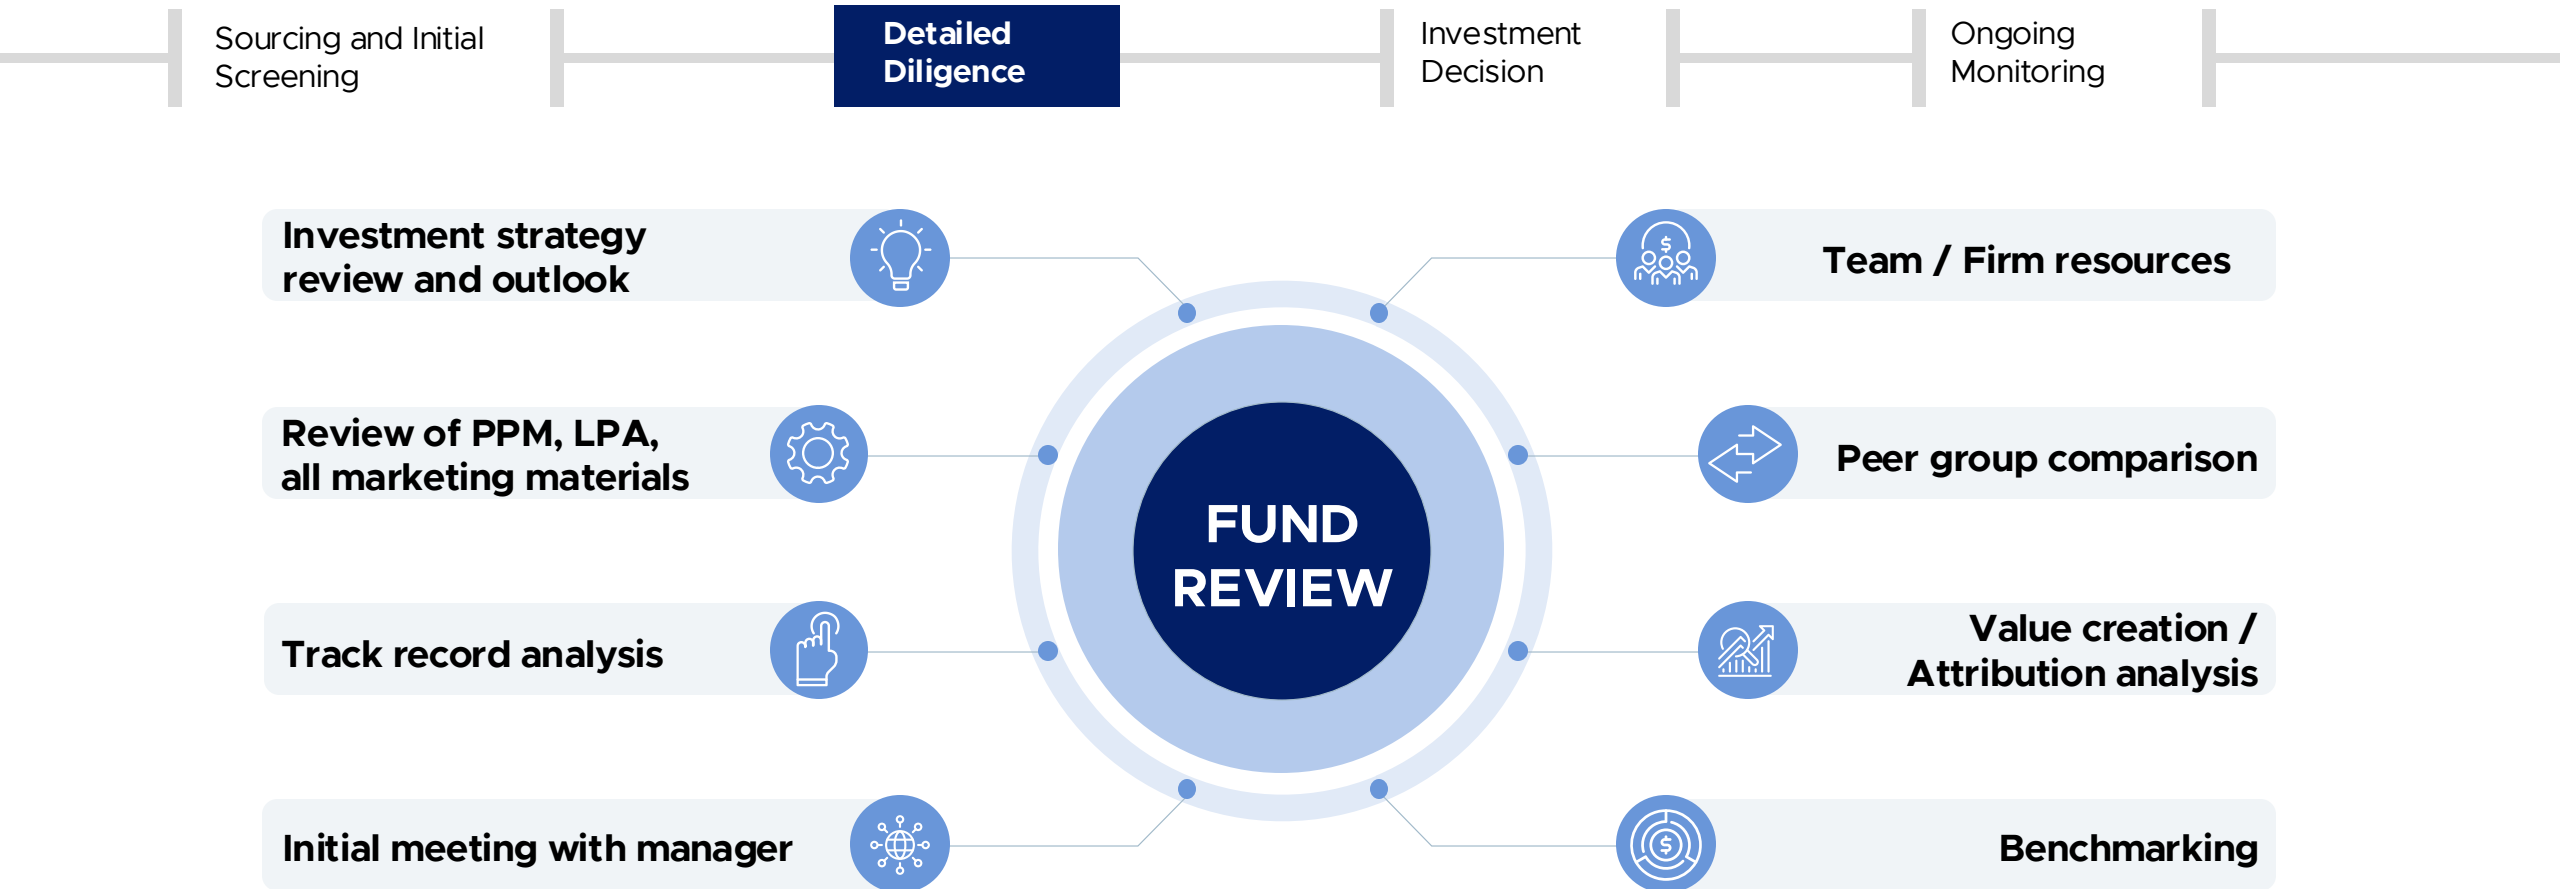 Sourcing and Initial
Screening
Detailed
Diligence
Investment
Decision
Ongoing
Monitoring
Investment strategy
review and outlook
Review of PPM, LPA,
all marketing materials
Track record analysis
Initial meeting with manager
FUND
REVIEW
Team / Firm resources
Peer group comparison
Value creation /
Attribution analysis
Benchmarking